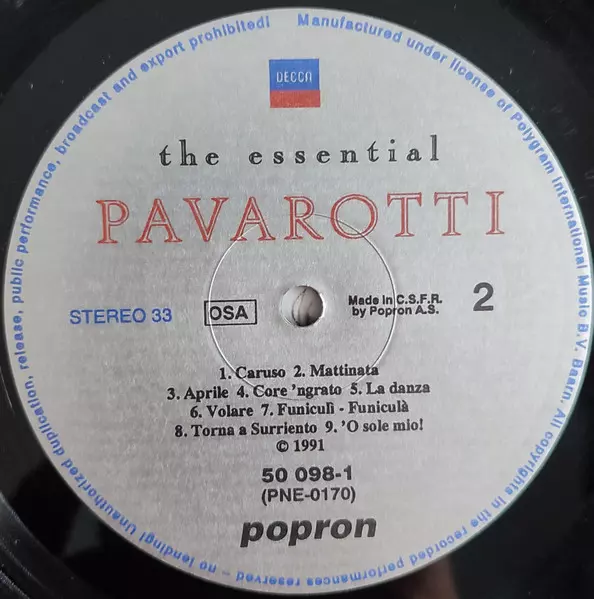 DECCA
the essential
PAVAROTTI
STEREO 33
OSA
Made in C.S.F.R.
by Popron A.S.
2
1. Caruso 2. Mattinata
3. Aprile 4. Core 'ngrato 5. La danza
6. Volare 7. Funiculì - Funiculà
8. Torna a Surriento 9. 'O sole mio!
© 1991
50 098-1
(PNE-0170)
popron
Manufactured under license of Polygram International Music B.V. Baarn. All copyrights in the recorded performances reserved – no lending! Unauthorized duplication, release, public performance, broadcast and export prohibited!